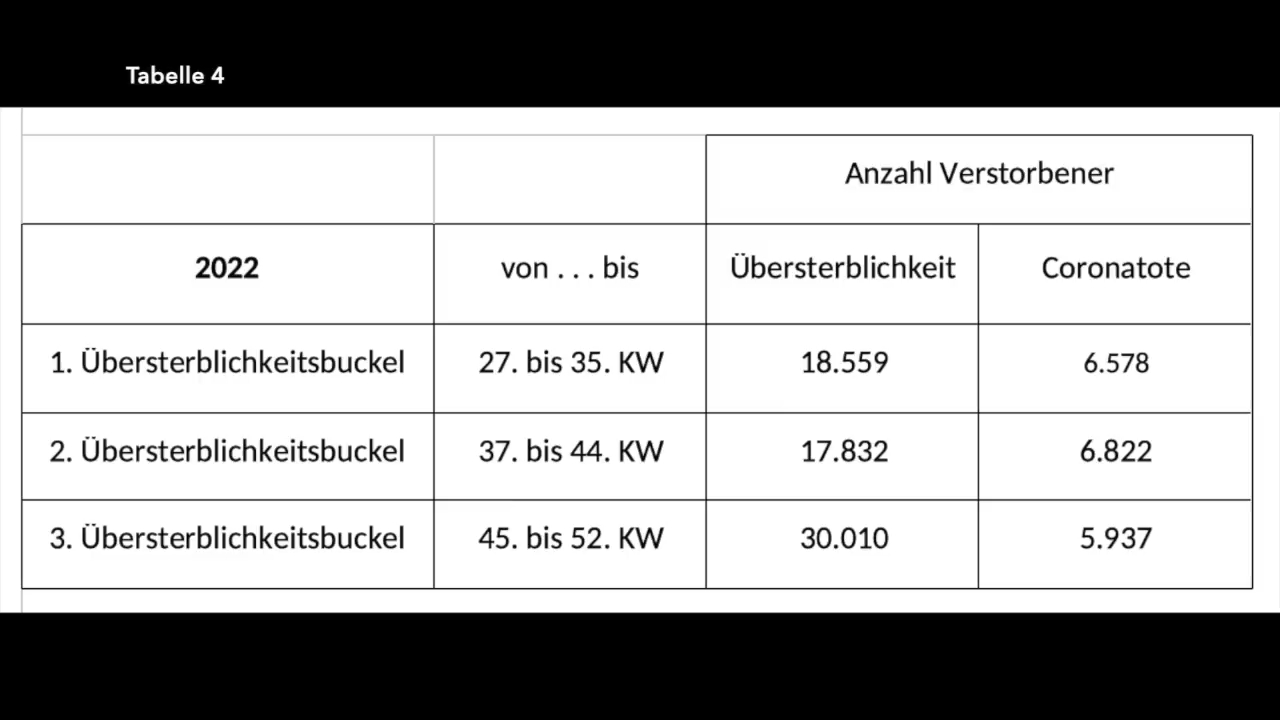 Tabelle 4
Anzahl Verstorbener
2022 von . . . bis Übersterblichkeit Coronatote
1. Übersterblichkeitsbuckel 27. bis 35. KW 18.559 6.578
2. Übersterblichkeitsbuckel 37. bis 44. KW 17.832 6.822
3. Übersterblichkeitsbuckel 45. bis 52. KW 30.010 5.937